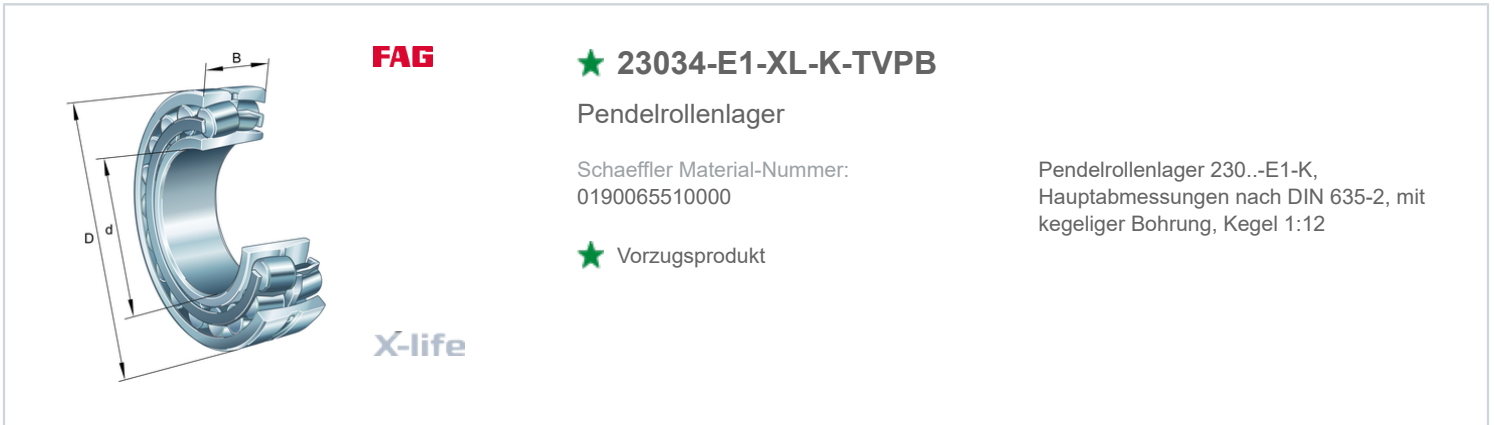 B
D
d
FAG
X-life
23034-E1-XL-K-TVPB
Pendelrollenlager
Schaeffler Material-Nummer:
0190065510000
Vorzugsprodukt
Pendelrollenlager 230..-E1-K,
Hauptabmessungen nach DIN 635-2, mit
kegeliger Bohrung, Kegel 1:12